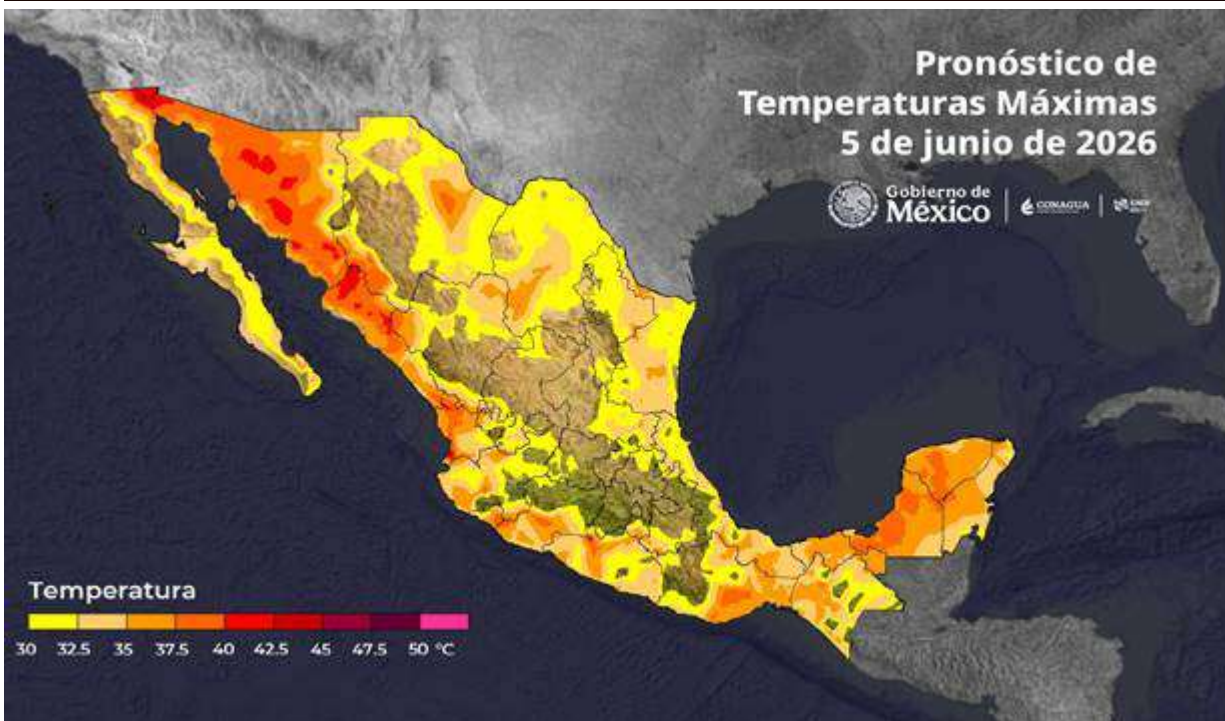 Pronóstico de
Temperaturas Máximas
5 de junio de 2026
Gobierno de
México
CONAGUA
Temperatura
30 32.5 35 37.5 40 42.5 45 47.5 50 °C